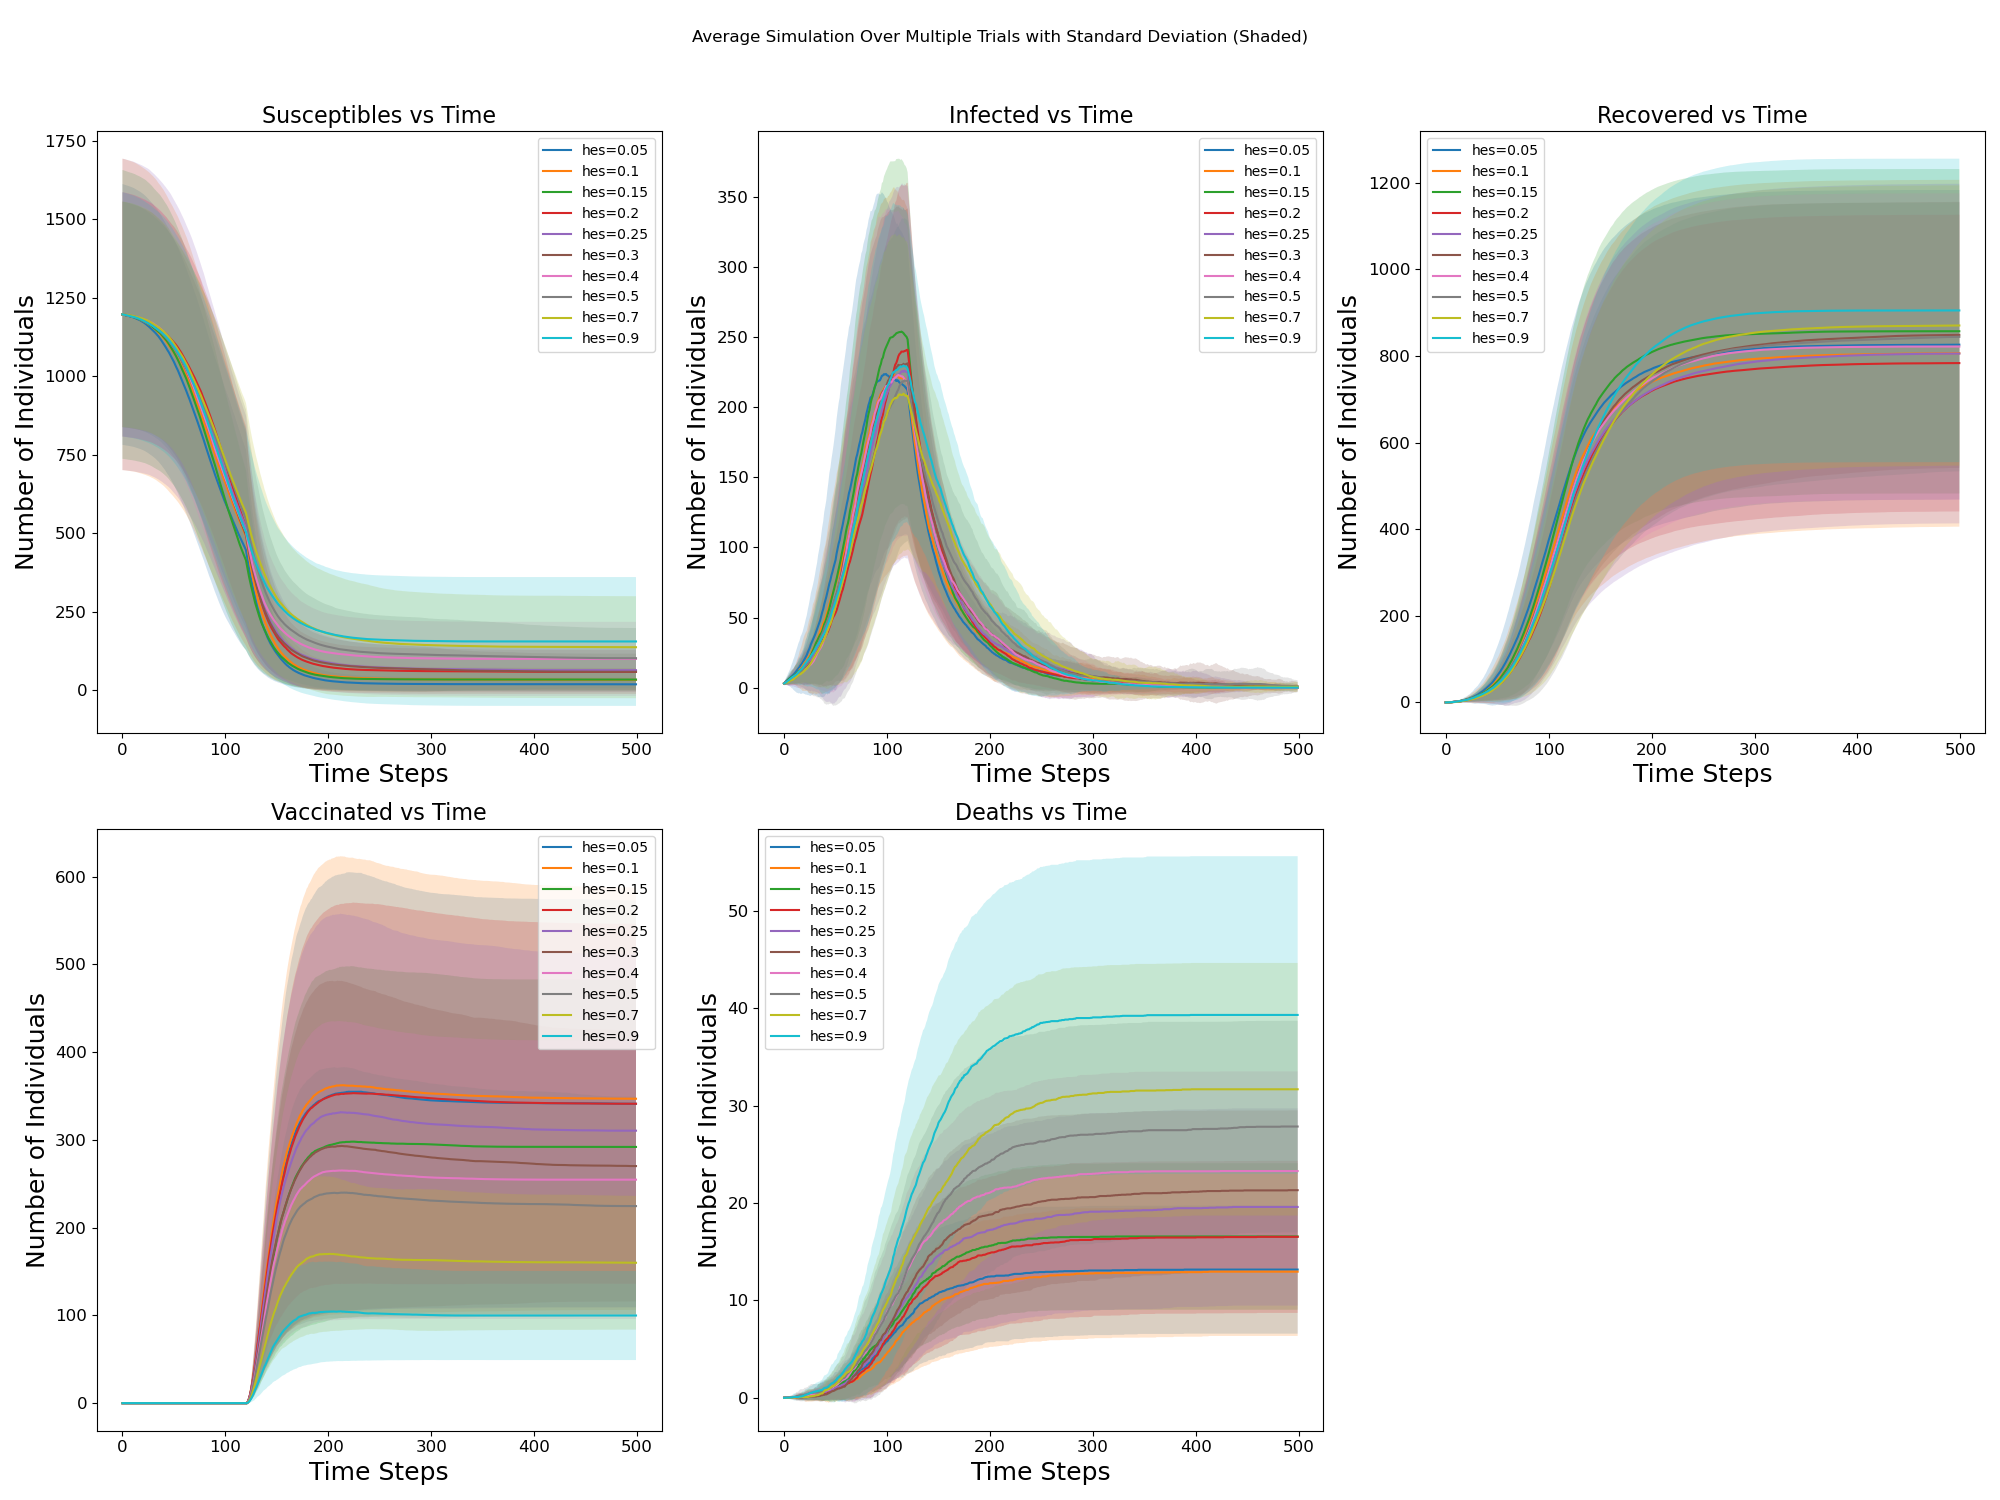 Average Simulation Over Multiple Trials with Standard Deviation (Shaded)
Susceptibles vs Time
Number of Individuals
1750
1500
1250
1000
750
500
250
0
hes=0.05
hes=0.1
hes=0.15
hes=0.2
hes=0.25
hes=0.3
hes=0.4
hes=0.5
hes=0.7
hes=0.9
0 100 200 300 400 500
Time Steps
Infected vs Time
Number of Individuals
350
300
250
200
150
100
50
0
hes=0.05
hes=0.1
hes=0.15
hes=0.2
hes=0.25
hes=0.3
hes=0.4
hes=0.5
hes=0.7
hes=0.9
0 100 200 300 400 500
Time Steps
Recovered vs Time
Number of Individuals
1200
1000
800
600
400
200
0
hes=0.05
hes=0.1
hes=0.15
hes=0.2
hes=0.25
hes=0.3
hes=0.4
hes=0.5
hes=0.7
hes=0.9
0 100 200 300 400 500
Time Steps
Vaccinated vs Time
Number of Individuals
600
500
400
300
200
100
0
hes=0.05
hes=0.1
hes=0.15
hes=0.2
hes=0.25
hes=0.3
hes=0.4
hes=0.5
hes=0.7
hes=0.9
0 100 200 300 400 500
Time Steps
Deaths vs Time
Number of Individuals
50
40
30
20
10
0
hes=0.05
hes=0.1
hes=0.15
hes=0.2
hes=0.25
hes=0.3
hes=0.4
hes=0.5
hes=0.7
hes=0.9
0 100 200 300 400 500
Time Steps